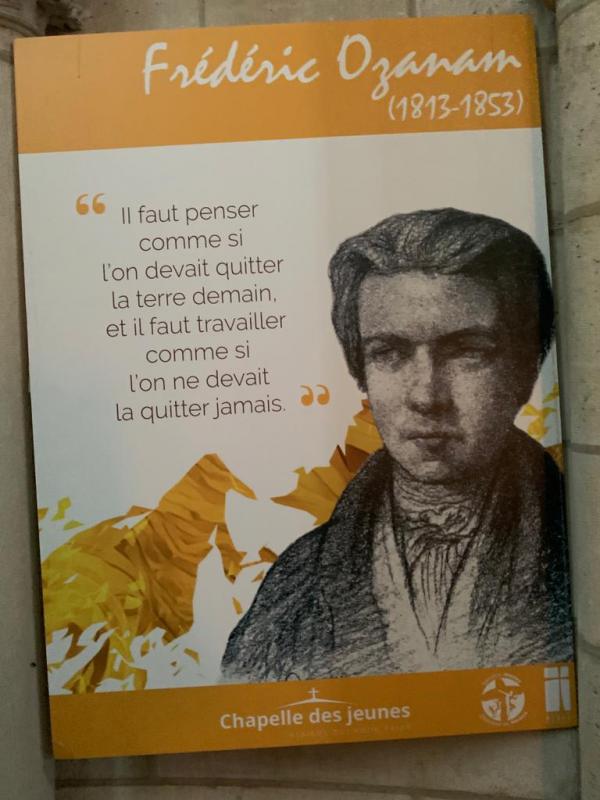 Frédéric Ozanam
(1813-1853)
“ Il faut penser
comme si
l'on devait quitter
la terre demain,
et il faut travailler
comme si
l'on ne devait
la quitter jamais. ”
Chapelle des jeunes